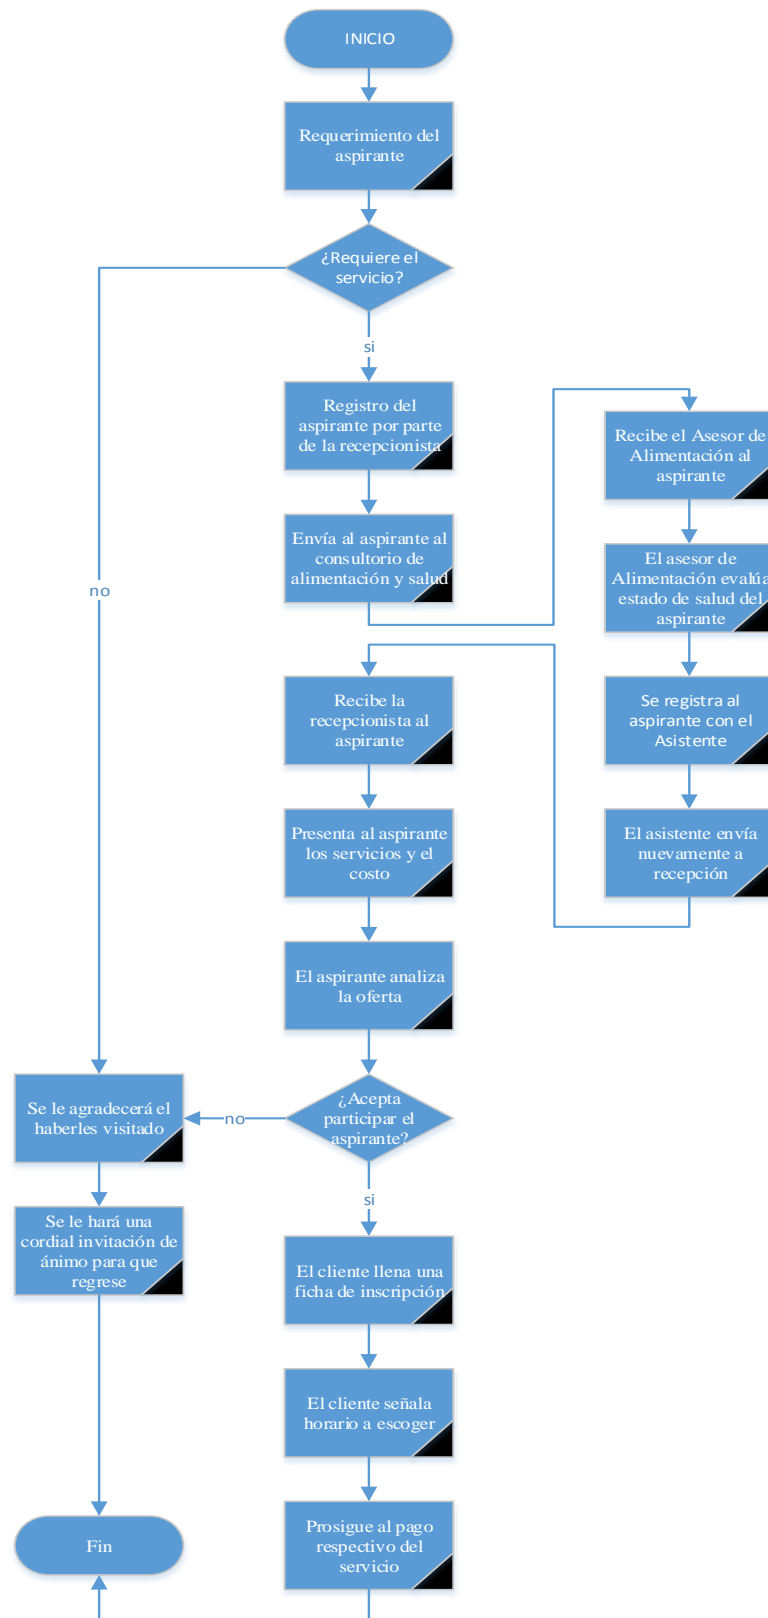 INICIO
Requerimiento del
aspirante
¿Requiere el
servicio?
si
no
Registro del
aspirante por parte
de la recepcionista
Envía al aspirante al
consultorio de
alimentación y salud
Recibe el Asesor de
Alimentación al
aspirante
El asesor de
Alimentación evalúa
estado de salud del
aspirante
Se registra al
aspirante con el
Asistente
El asistente envía
nuevamente a
recepción
Recibe la
recepcionista al
aspirante
Presenta al aspirante
los servicios y el
costo
El aspirante analiza
la oferta
¿Acepta
participar el
aspirante?
no
si
Se le agradecerá el
haberles visitado
Se le hará una
cordial invitación de
ánimo para que
regrese
El cliente llena una
ficha de inscripción
El cliente señala
horario a escoger
Prosigue al pago
respectivo del
servicio
Fin